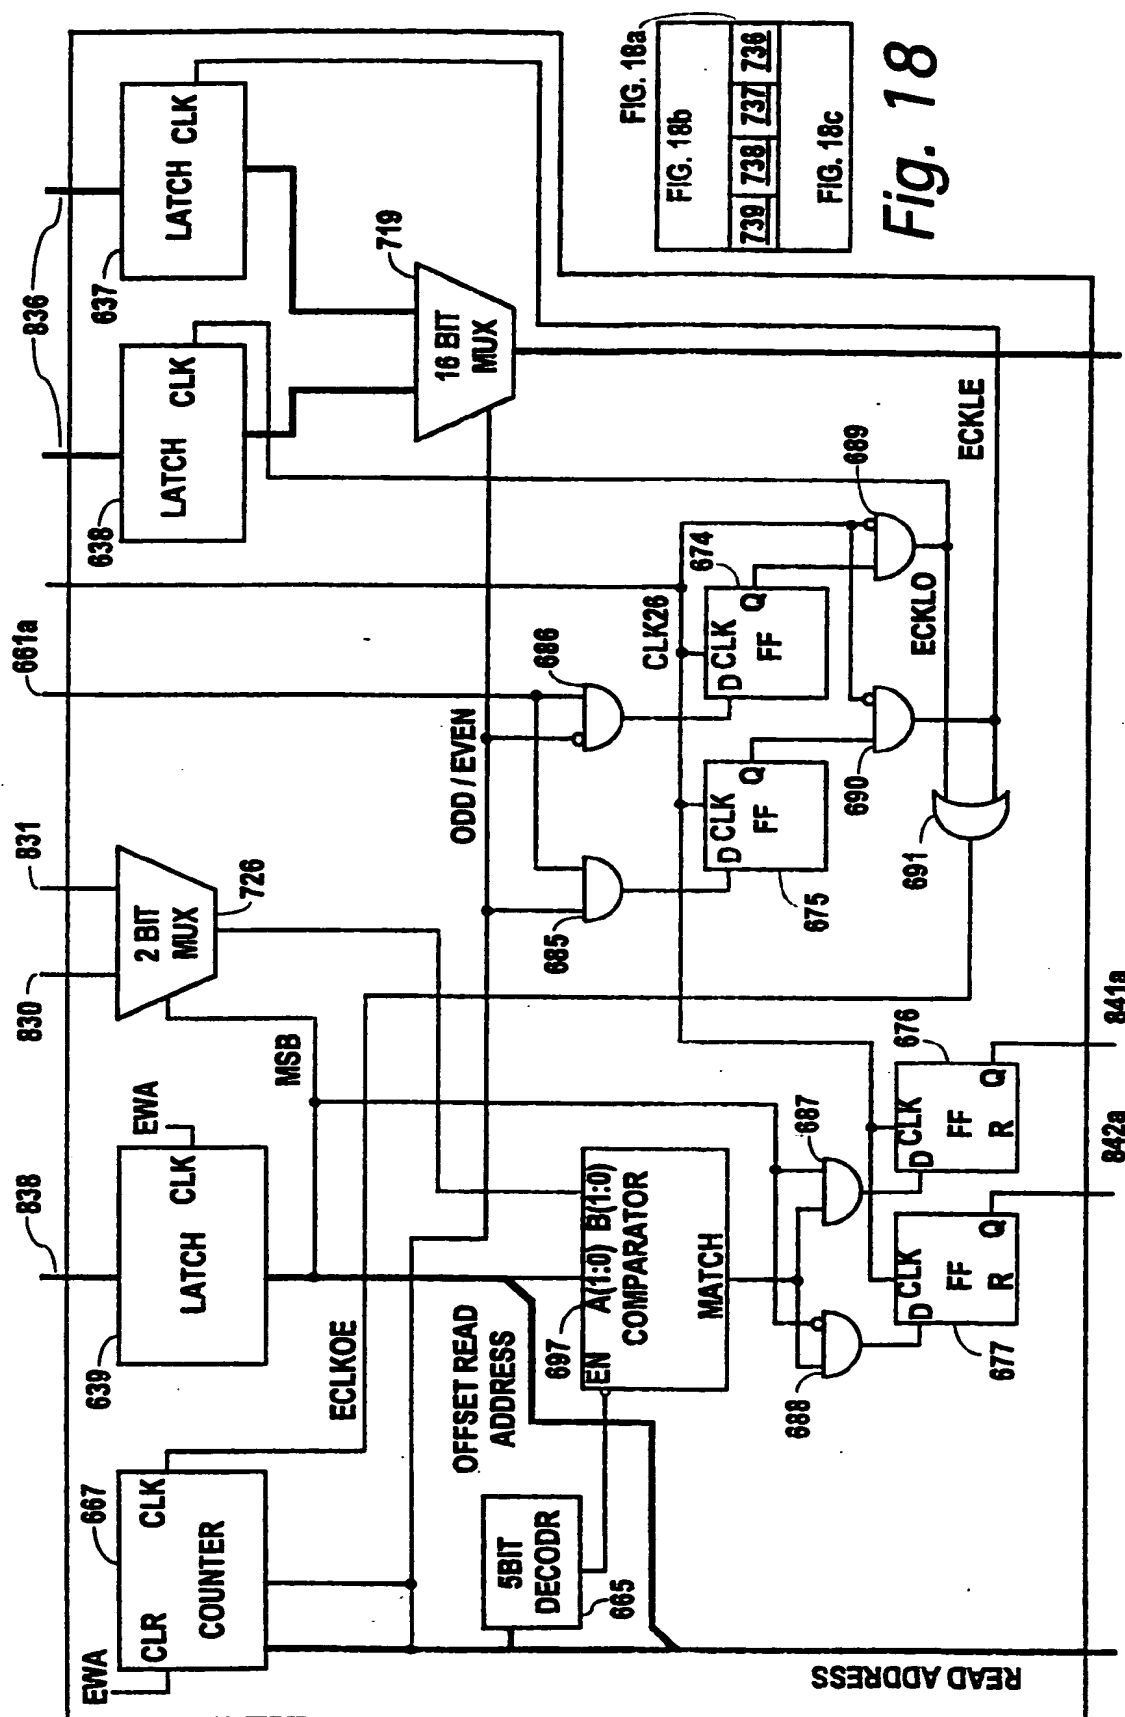 836
637
LATCH CLK
638
LATCH CLK
719
16 BIT
MUX
FIG. 18a
FIG. 18b
739 738 737 736
FIG. 18c
Fig. 18
661a
831
830
2 BIT
MUX
726
838
EWA
639
LATCH CLK
MSB
EWA
CLR CLK
667
COUNTER
ECLKOE
ODD / EVEN
686
685
CLK26
674
D CLK Q
FF
675
D CLK Q
FF
689
690
ECKLO
ECKLE
691
OFFSET READ
ADDRESS
5BIT
DECODR
665
697
EN A(1:0) B(1:0)
COMPARATOR
MATCH
687
688
676
D CLK
FF
R Q
677
D CLK
FF
R Q
841a
842a
READ ADDRESS